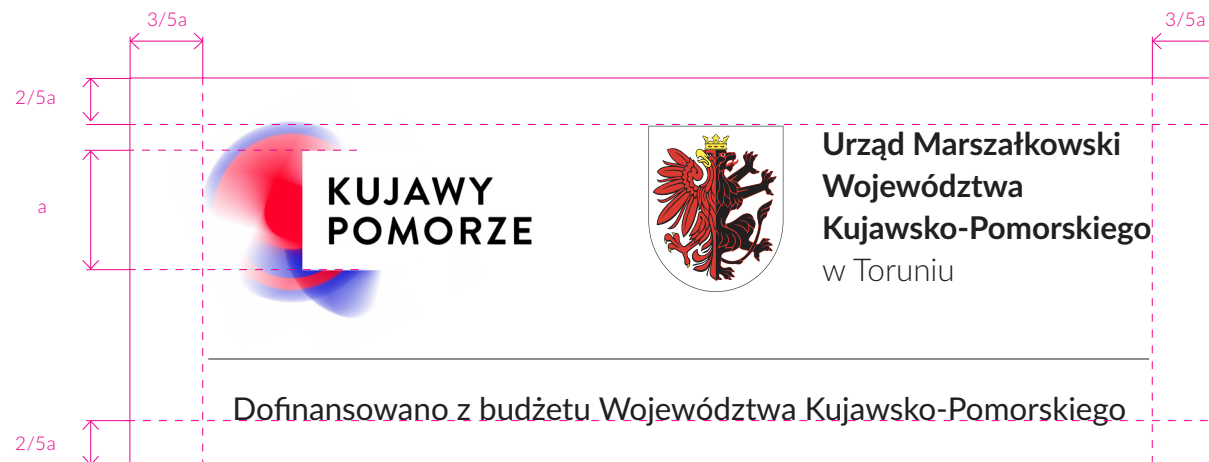 3/5a 3/5a
2/5a
a
KUJAWY
POMORZE
Urząd Marszałkowski
Województwa
Kujawsko-Pomorskiego
w Toruniu
Dofinansowano z budżetu Województwa Kujawsko-Pomorskiego
2/5a